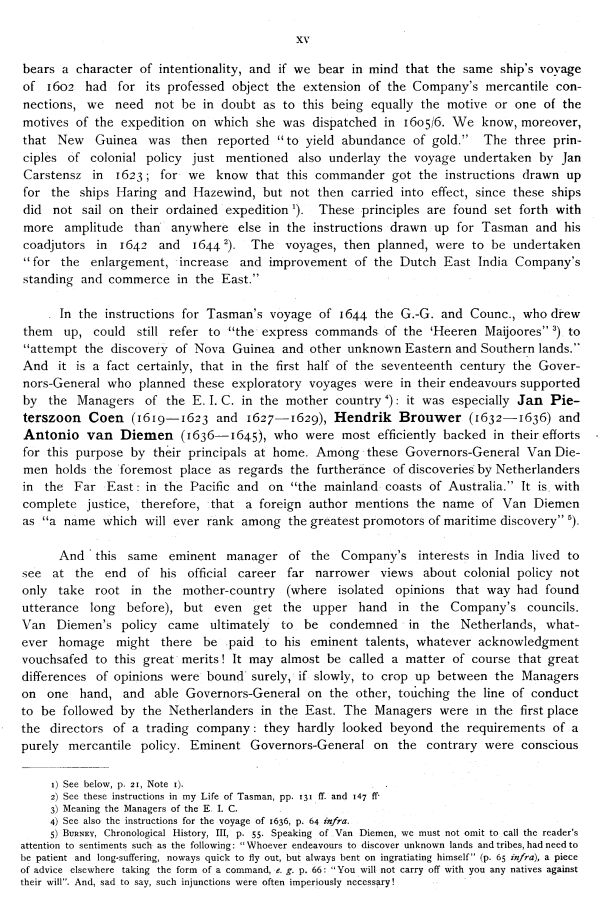 xv
bears a character of intentionality, and if we bear in mind that the same ship's voyage
of 1602 had for its professed object the extension of the Company's mercantile con-
nections, we need not be in doubt as to this being equally the motive or one of the
motives of the expedition on which she was dispatched in 1605/6. We know, moreover,
that New Guinea was then reported "to yield abundance of gold." The three prin-
ciples of colonial policy just mentioned also underlay the voyage undertaken by Jan
Carstensz in 1623; for we know that this commander got the instructions drawn up
for the ships Haring and Hazewind, but not then carried into effect, since these ships
did not sail on their ordained expedition ¹). These principles are found set forth with
more amplitude than anywhere else in the instructions drawn up for Tasman and his
coadjutors in 1642 and 1644 ²). The voyages, then planned, were to be undertaken
"for the enlargement, increase and improvement of the Dutch East India Company's
standing and commerce in the East."
In the instructions for Tasman's voyage of 1644 the G.-G. and Counc., who drew
them up, could still refer to "the express commands of the 'Heeren Maijoores" ³) to
"attempt the discovery of Nova Guinea and other unknown Eastern and Southern lands."
And it is a fact certainly, that in the first half of the seventeenth century the Gover-
nors-General who planned these exploratory voyages were in their endeavours supported
by the Managers of the E. I. C. in the mother country ⁴): it was especially Jan Pie-
terszoon Coen (1619—1623 and 1627—1629), Hendrik Brouwer (1632—1636) and
Antonio van Diemen (1636—1645), who were most efficiently backed in their efforts
for this purpose by their principals at home. Among these Governors-General Van Die-
men holds the foremost place as regards the furtherance of discoveries by Netherlanders
in the Far East: in the Pacific and on "the mainland coasts of Australia." It is with
complete justice, therefore, that a foreign author mentions the name of Van Diemen
as "a name which will ever rank among the greatest promotors of maritime discovery" ⁵).
And this same eminent manager of the Company's interests in India lived to
see at the end of his official career far narrower views about colonial policy not
only take root in the mother-country (where isolated opinions that way had found
utterance long before), but even get the upper hand in the Company's councils.
Van Diemen's policy came ultimately to be condemned in the Netherlands, what-
ever homage might there be paid to his eminent talents, whatever acknowledgment
vouchsafed to this great merits! It may almost be called a matter of course that great
differences of opinions were bound surely, if slowly, to crop up between the Managers
on one hand, and able Governors-General on the other, touching the line of conduct
to be followed by the Netherlanders in the East. The Managers were in the first place
the directors of a trading company: they hardly looked beyond the requirements of a
purely mercantile policy. Eminent Governors-General on the contrary were conscious
1) See below, p. 21, Note 1).
2) See these instructions in my Life of Tasman, pp. 131 ff. and 147 ff.
3) Meaning the Managers of the E. I. C.
4) See also the instructions for the voyage of 1636, p. 64 infra.
5) BURNEY, Chronological History, III, p. 55. Speaking of Van Diemen, we must not omit to call the reader's
attention to sentiments such as the following: "Whoever endeavours to discover unknown lands and tribes, had need to
be patient and long-suffering, noways quick to fly out, but always bent on ingratiating himself" (p. 65 infra), a piece
of advice elsewhere taking the form of a command, e. g. p. 66: "You will not carry off with you any natives against
their will". And, sad to say, such injunctions were often imperiously necessary!